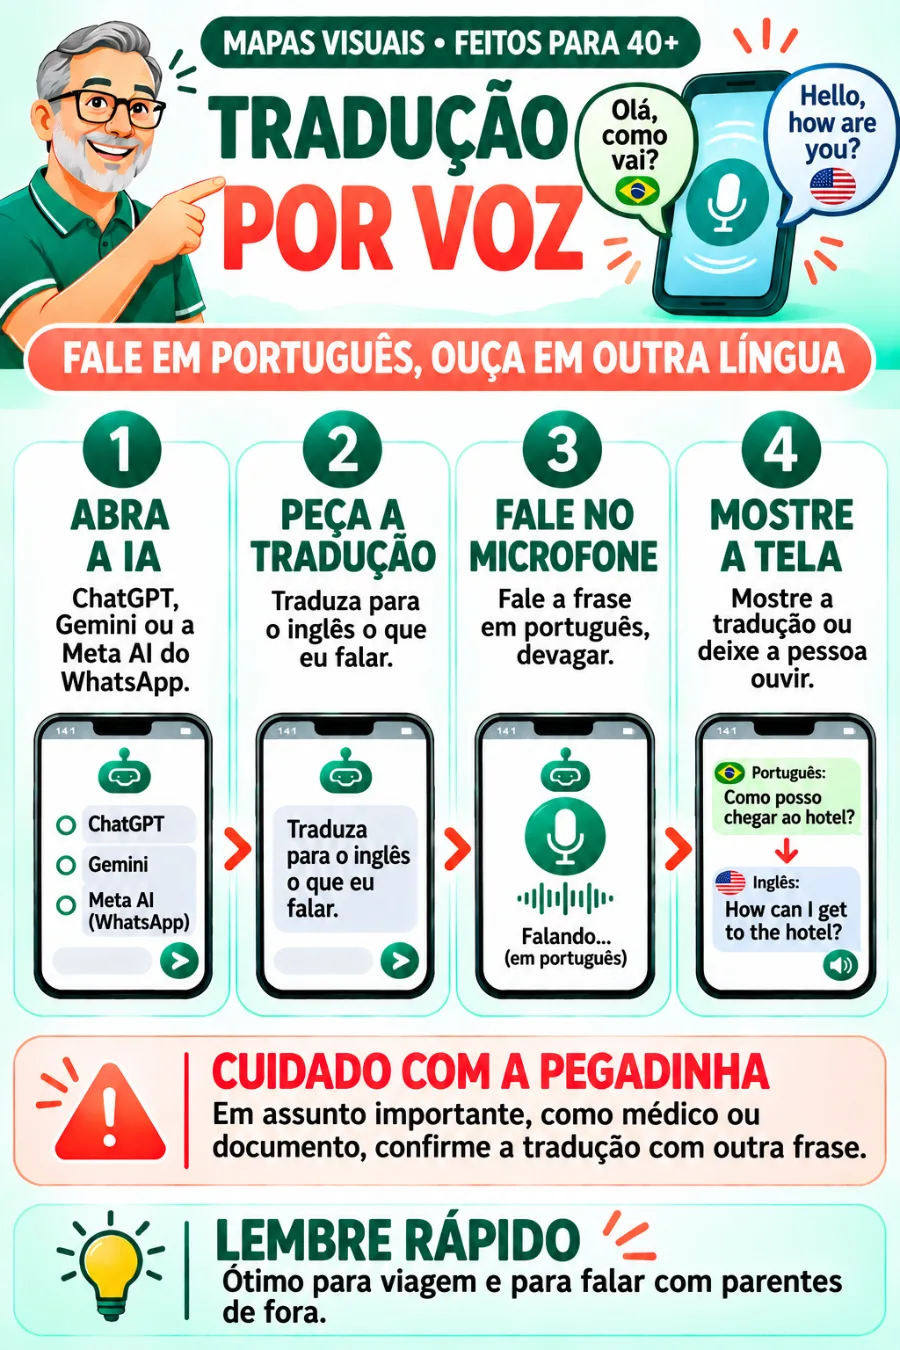 MAPAS VISUAIS • FEITOS PARA 40+
TRADUÇÃO
POR VOZ
Olá,
como
vai?
Hello,
how are
you?
FALE EM PORTUGUÊS, OUÇA EM OUTRA LÍNGUA
1
ABRA
A IA
ChatGPT,
Gemini ou a
Meta AI do
WhatsApp.
141
ChatGPT
Gemini
Meta AI
(WhatsApp)
2
PEÇA A
TRADUÇÃO
Traduza para
o inglês o que
eu falar.
141
Traduza
para o inglês
o que eu
falar.
3
FALE NO
MICROFONE
Fale a frase
em português,
devagar.
141
Falando...
(em português)
4
MOSTRE
A TELA
Mostre a
tradução ou
deixe a pessoa
ouvir.
141
Português:
Como posso
chegar ao hotel?
Inglês:
How can I get
to the hotel?
CUIDADO COM A PEGADINHA
Em assunto importante, como médico ou
documento, confirme a tradução com outra frase.
LEMBRE RÁPIDO
Ótimo para viagem e para falar com parentes
de fora.